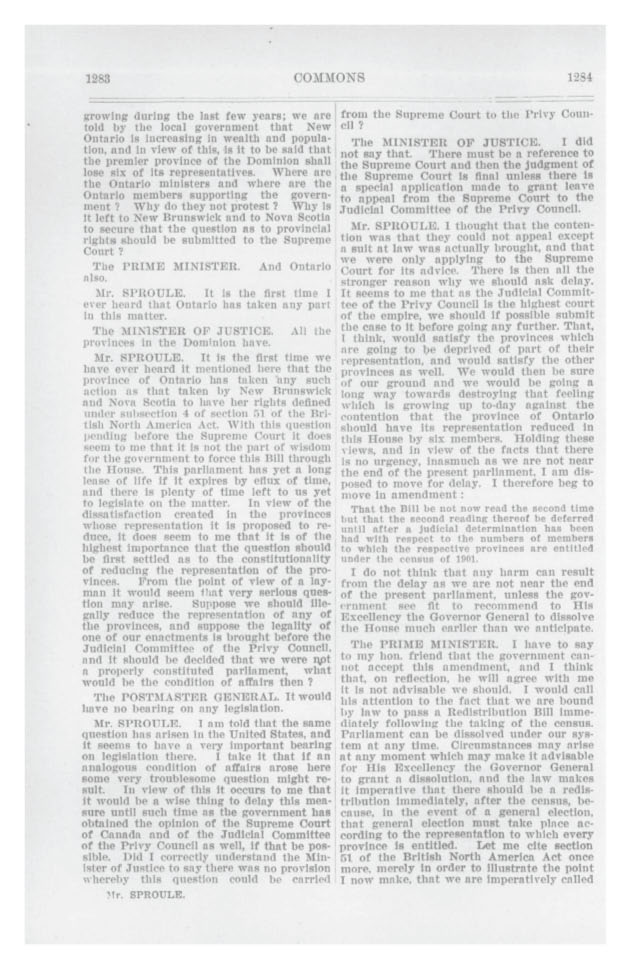 1283
COMMONS
1284
growing during the last few years; we are
told by the local government that New
Ontario is increasing in wealth and popula-
tion, and in view of this, is it to be said that
the premier province of the Dominion shall
lose six of its representatives. Where are
the Ontario ministers and where are the
Ontario members supporting the govern-
ment ? Why do they not protest ? Why is
it left to New Brunswick and to Nova Scotia
to secure that the question as to provincial
rights should be submitted to the Supreme
Court ?
The PRIME MINISTER. And Ontario
also.
Mr. SPROULE. It is the first time I
ever heard that Ontario has taken any part
in this matter.
The MINISTER OF JUSTICE. All the
provinces in the Dominion have.
Mr. SPROULE. It is the first time we
have ever heard it mentioned here that the
province of Ontario has taken any such
action as that taken by New Brunswick
and Nova Scotia to have her rights defined
under subsection 4 of section 51 of the Bri-
tish North America Act. With this question
pending before the Supreme Court it does
seem to me that it is not the part of wisdom
for the government to force this Bill through
the House. This parliament has yet a long
lease of life if it expires by eflux of time,
and there is plenty of time left to us yet
to legislate on the matter. In view of the
dissatisfaction created in the provinces
whose representation it is proposed to re-
duce, it does seem to me that it is of the
highest importance that the question should
be first settled as to the constitutionality
of reducing the representation of the pro-
vinces. From the point of view of a lay-
man it would seem that very serious ques-
tion may arise. Suppose we should ille-
gally reduce the representation of any of
the provinces, and suppose the legality of
one of our enactments is brought before the
Judicial Committee of the Privy Council,
and it should be decided that we were not
a properly constituted parliament, what
would be the condition of affairs then ?
The POSTMASTER GENERAL. It would
have no bearing on any legislation.
Mr. SPROULE. I am told that the same
question has arisen in the United States, and
it seems to have a very important bearing
on legislation there. I take it that if an
analogous condition of affairs arose here
some very troublesome question might re-
sult. In view of this it occurs to me that
it would be a wise thing to delay this mea-
sure until such time as the government has
obtained the opinion of the Supreme Court
of Canada and of the Judicial Committee
of the Privy Council as well, if that be pos-
sible. Did I correctly understand the Min-
ister of Justice to say there was no provision
whereby this question could be carried
Mr. SPROULE.
from the Supreme Court to the Privy Coun-
cil ?
The MINISTER OF JUSTICE. I did
not say that. There must be a reference to
the Supreme Court and then the judgment of
the Supreme Court is final unless there is
a special application made to grant leave
to appeal from the Supreme Court to the
Judicial Committee of the Privy Council.
Mr. SPROULE. I thought that the conten-
tion was that they could not appeal except
a suit at law was actually brought, and that
we were only applying to the Supreme
Court for its advice. There is then all the
stronger reason why we should ask delay.
It seems to me that as the Judicial Commit-
tee of the Privy Council is the highest court
of the empire, we should if possible submit
the case to it before going any further. That,
I think, would satisfy the provinces which
are going to be deprived of part of their
representation, and would satisfy the other
provinces as well. We would then be sure
of our ground and we would be going a
long way towards destroying that feeling
which is growing up to-day against the
contention that the province of Ontario
should have its representation reduced in
this House by six members. Holding these
views, and in view of the facts that there
is no urgency, inasmuch as we are not near
the end of the present parliament, I am dis-
posed to move for delay. I therefore beg to
move in amendment :
That the Bill be not now read the second time
but that the second reading thereof be deferred
until after a judicial determination has been
had with respect to the numbers of members
to which the respective provinces are entitled
under the census of 1901.
I do not think that any harm can result
from the delay as we are not near the end
of the present parliament, unless the gov-
ernment see fit to recommend to His
Excellency the Governor General to dissolve
the House much earlier than we anticipate.
The PRIME MINISTER. I have to say
to my hon. friend that the government can-
not accept this amendment, and I think
that, on reflection, he will agree with me
it is not advisable we should. I would call
his attention to the fact that we are bound
by law to pass a Redistribution Bill imme-
diately following the taking of the census.
Parliament can be dissolved under our sys-
tem at any time. Circumstances may arise
at any moment which may make it advisable
for His Excellency the Governor General
to grant a dissolution, and the law makes
it imperative that there should be a redis-
tribution immediately, after the census, be-
cause, in the event of a general election,
that general election must take place ac-
cording to the representation to which every
province is entitled. Let me cite section
51 of the British North America Act once
more, merely in order to illustrate the point
I now make, that we are imperatively called